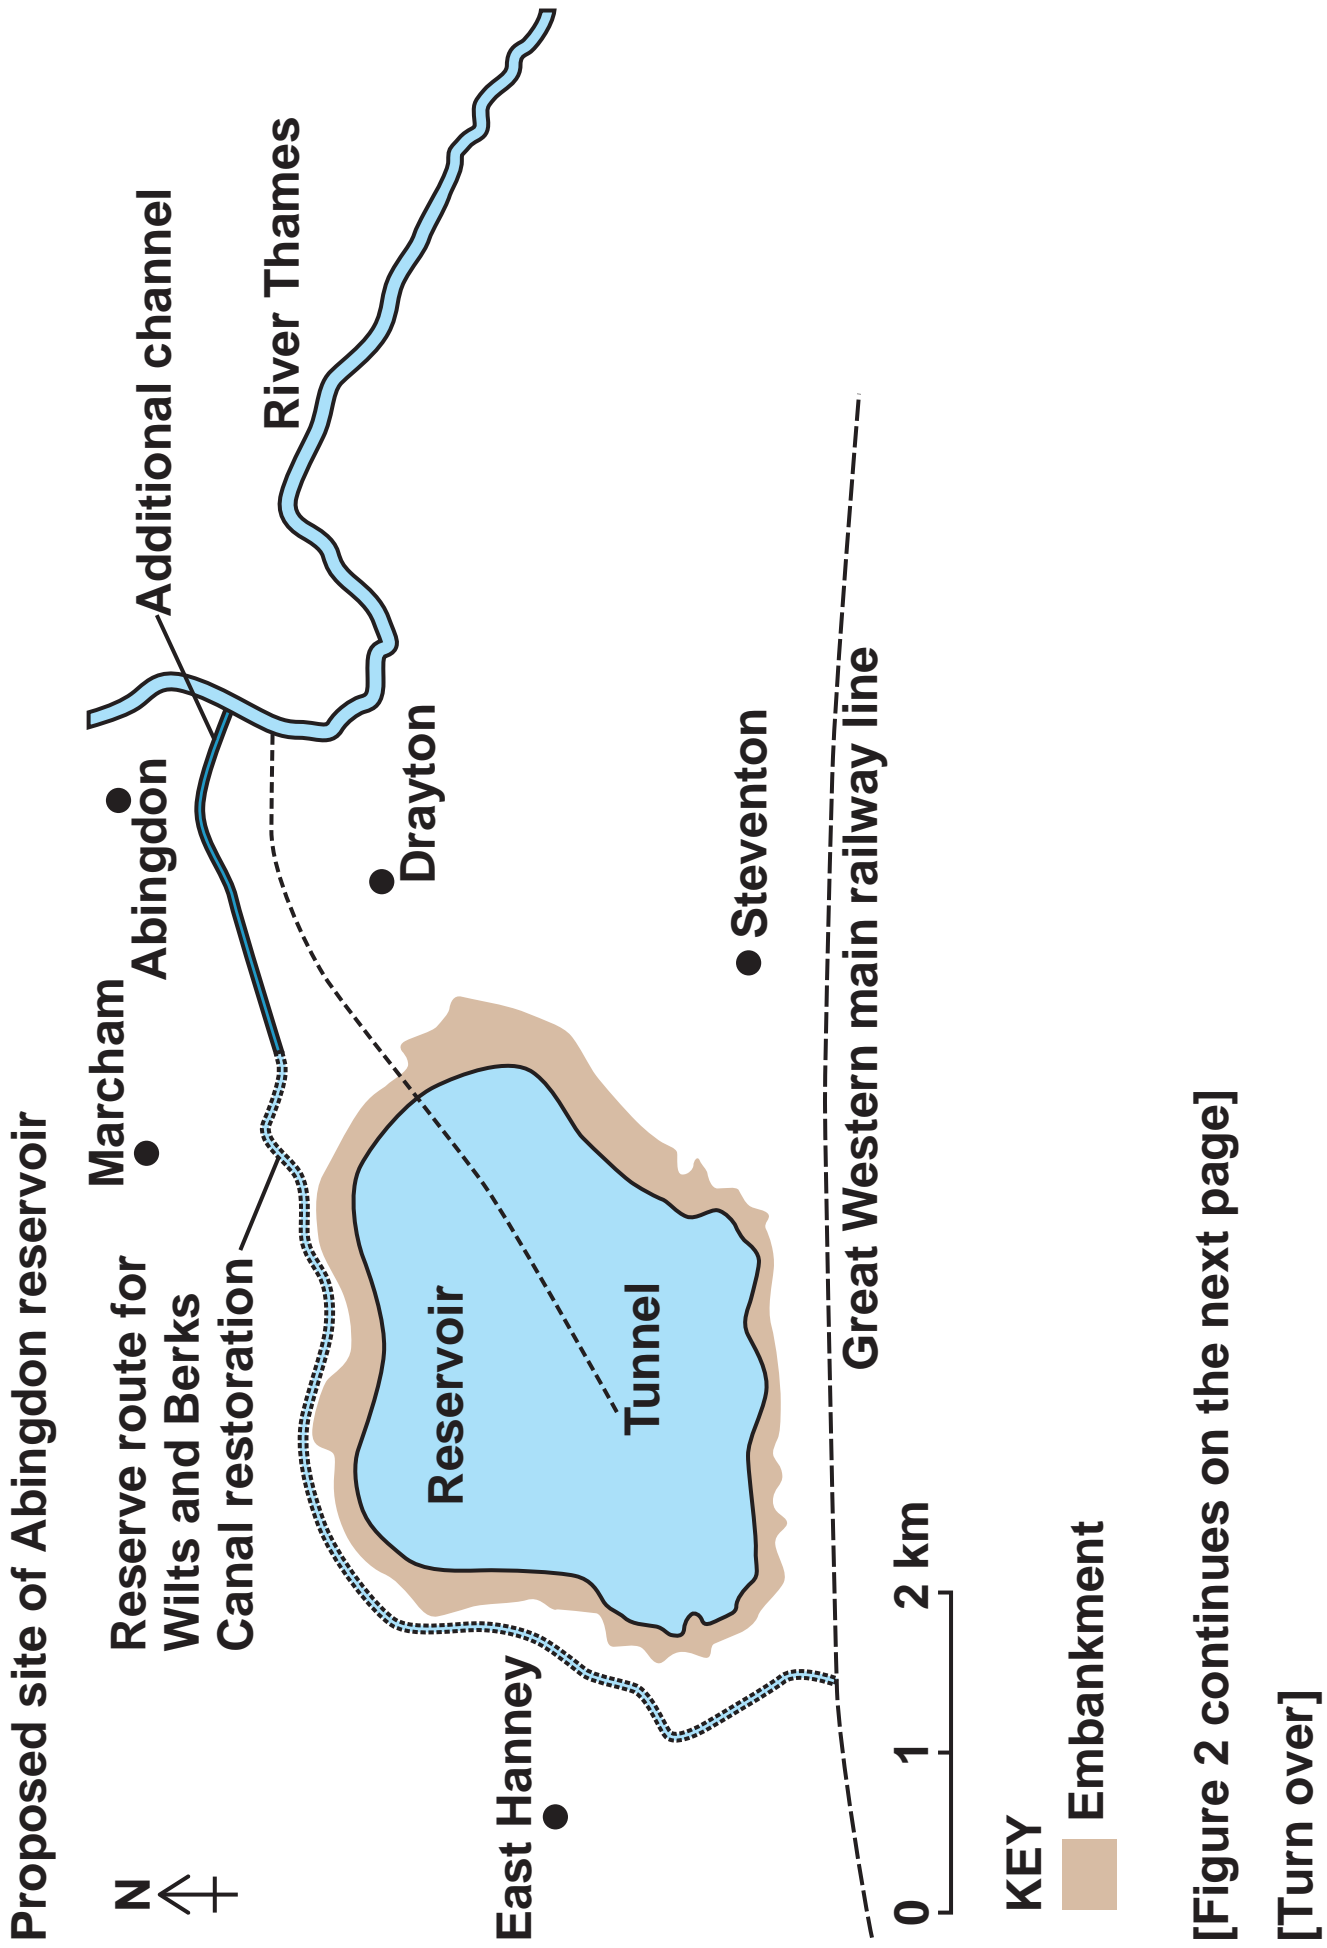 Proposed site of Abingdon reservoir
N
Reserve route for
Wilts and Berks
Canal restoration
Marcham
Abingdon
Additional channel
River Thames
Drayton
Reservoir
Tunnel
East Hanney
Steventon
Great Western main railway line
0 1 2 km
KEY
Embankment
[Figure 2 continues on the next page]
[Turn over]